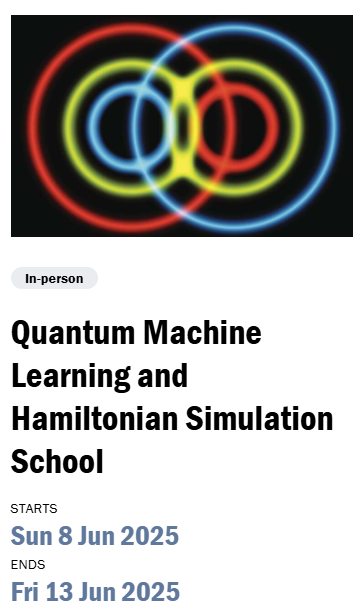 In-person
Quantum Machine
Learning and
Hamiltonian Simulation
School
STARTS
Sun 8 Jun 2025
ENDS
Fri 13 Jun 2025